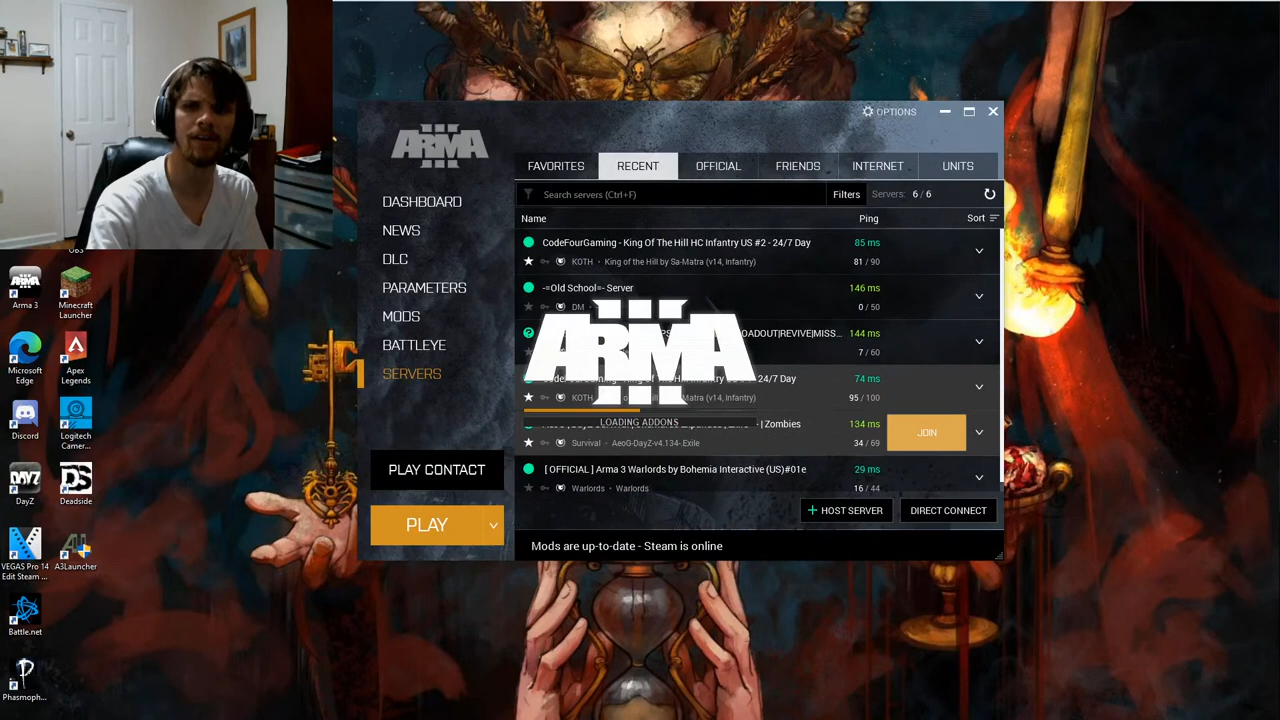 OPTIONS
ARMA III
FAVORITES
RECENT
OFFICIAL
FRIENDS
INTERNET
UNITS
Search servers (Ctrl+F)
Filters
Servers: 6 / 6
DASHBOARD
NEWS
DLC
PARAMETERS
MODS
BATTLEYE
SERVERS
PLAY CONTACT
PLAY
Name
Ping
Sort
CodeFourGaming - King Of The Hill HC Infantry US #2 - 24/7 Day
85 ms
KOTH
King of the Hill by Sa-Matra (v14, infantry)
81 / 90
-=Old School=- Server
146 ms
DM
0 / 50
OADOUT|REVIVE|MISS...
144 ms
7 / 60
24/7 Day
74 ms
KOTH
Sa-Matra (v14, infantry)
95 / 100
ARMA III
LOADING ADDONS
| Zombies
134 ms
JOIN
Survival
AeoG-DayZ-v4.134-.Exile
34 / 69
[ OFFICIAL ] Arma 3 Warlords by Bohemia Interactive (US)#01e
29 ms
Warlords
Warlords
16 / 44
+ HOST SERVER
DIRECT CONNECT
Mods are up-to-date - Steam is online
OBS
Arma 3
Minecraft Launcher
Microsoft Edge
Apex Legends
Discord
Logitech Camer...
DayZ
Deadside
VEGAS Pro 14 Edit Steam ...
A3Launcher
Battle.net
Phasmoph...